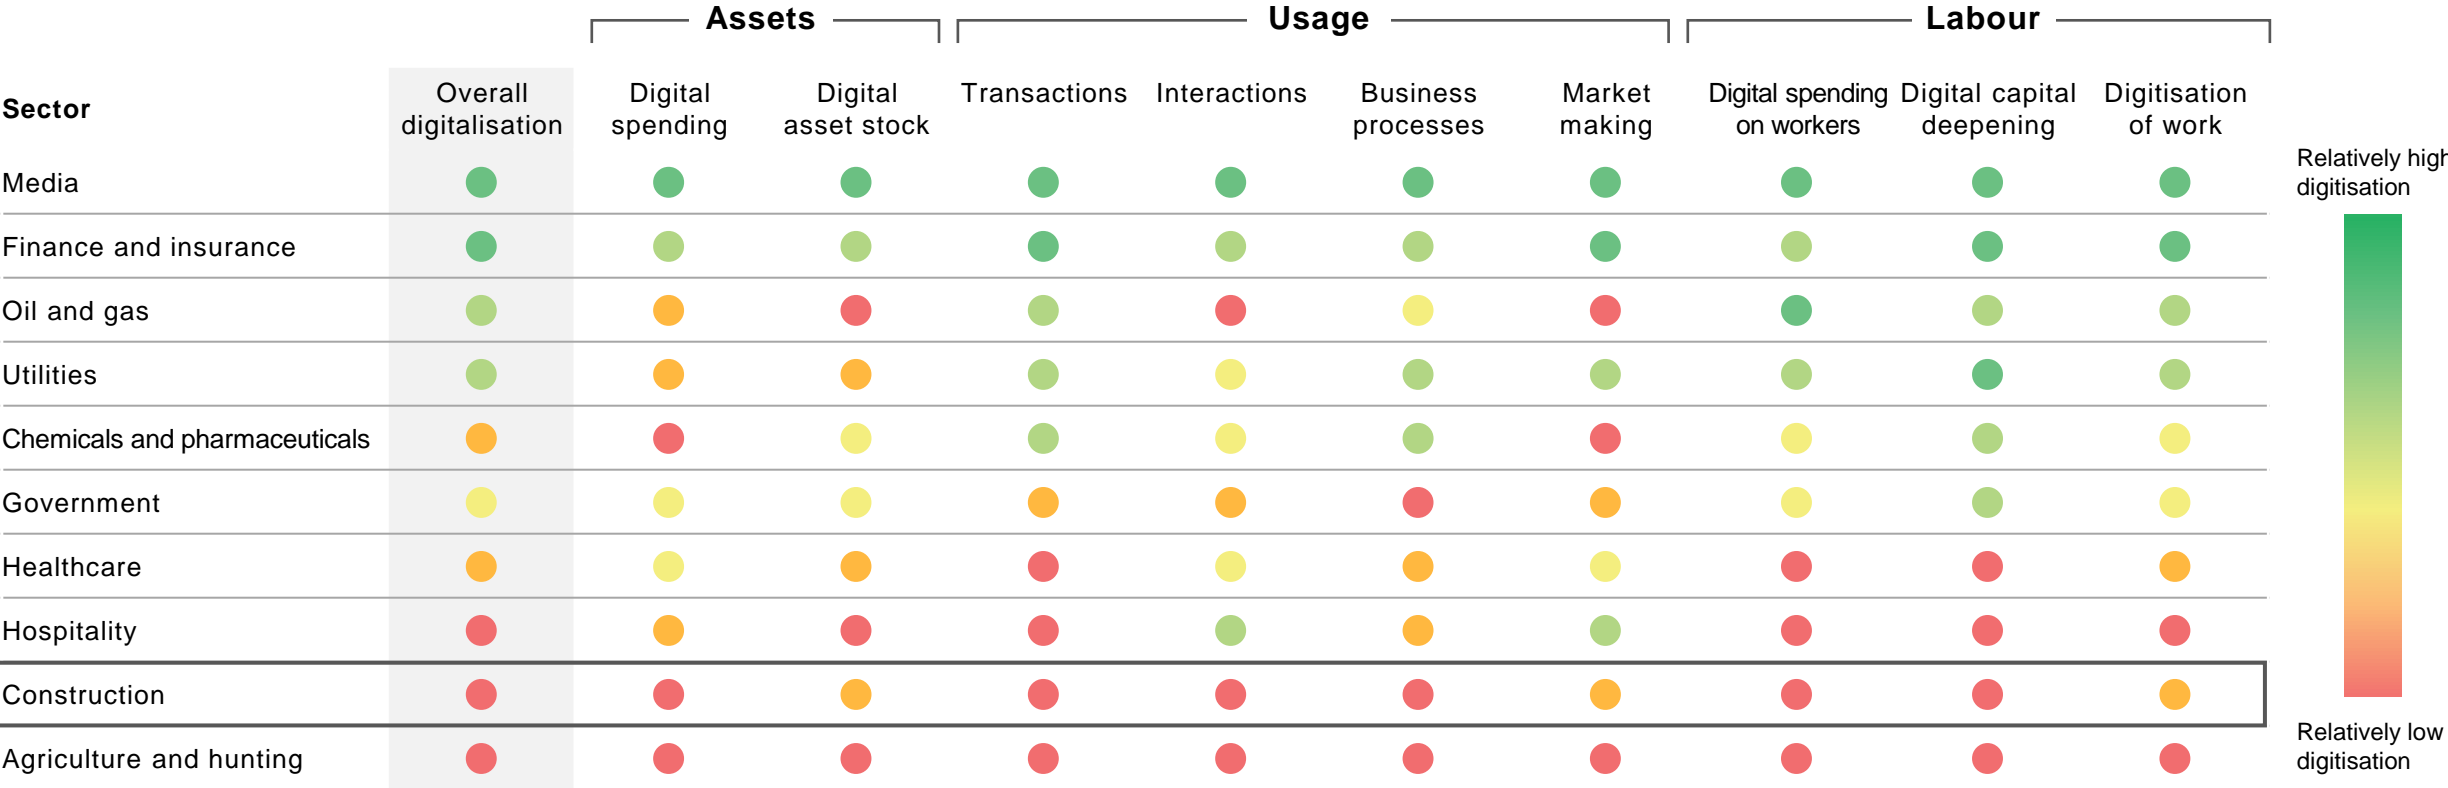 Assets Usage Labour
Sector
Overall
digitalisation
Digital
spending
Digital
asset stock
Transactions
Interactions
Business
processes
Market
making
Digital spending
on workers
Digital capital
deepening
Digitisation
of work
Relatively high
digitisation
Media
Finance and insurance
Oil and gas
Utilities
Chemicals and pharmaceuticals
Government
Healthcare
Hospitality
Construction
Agriculture and hunting
Relatively low
digitisation